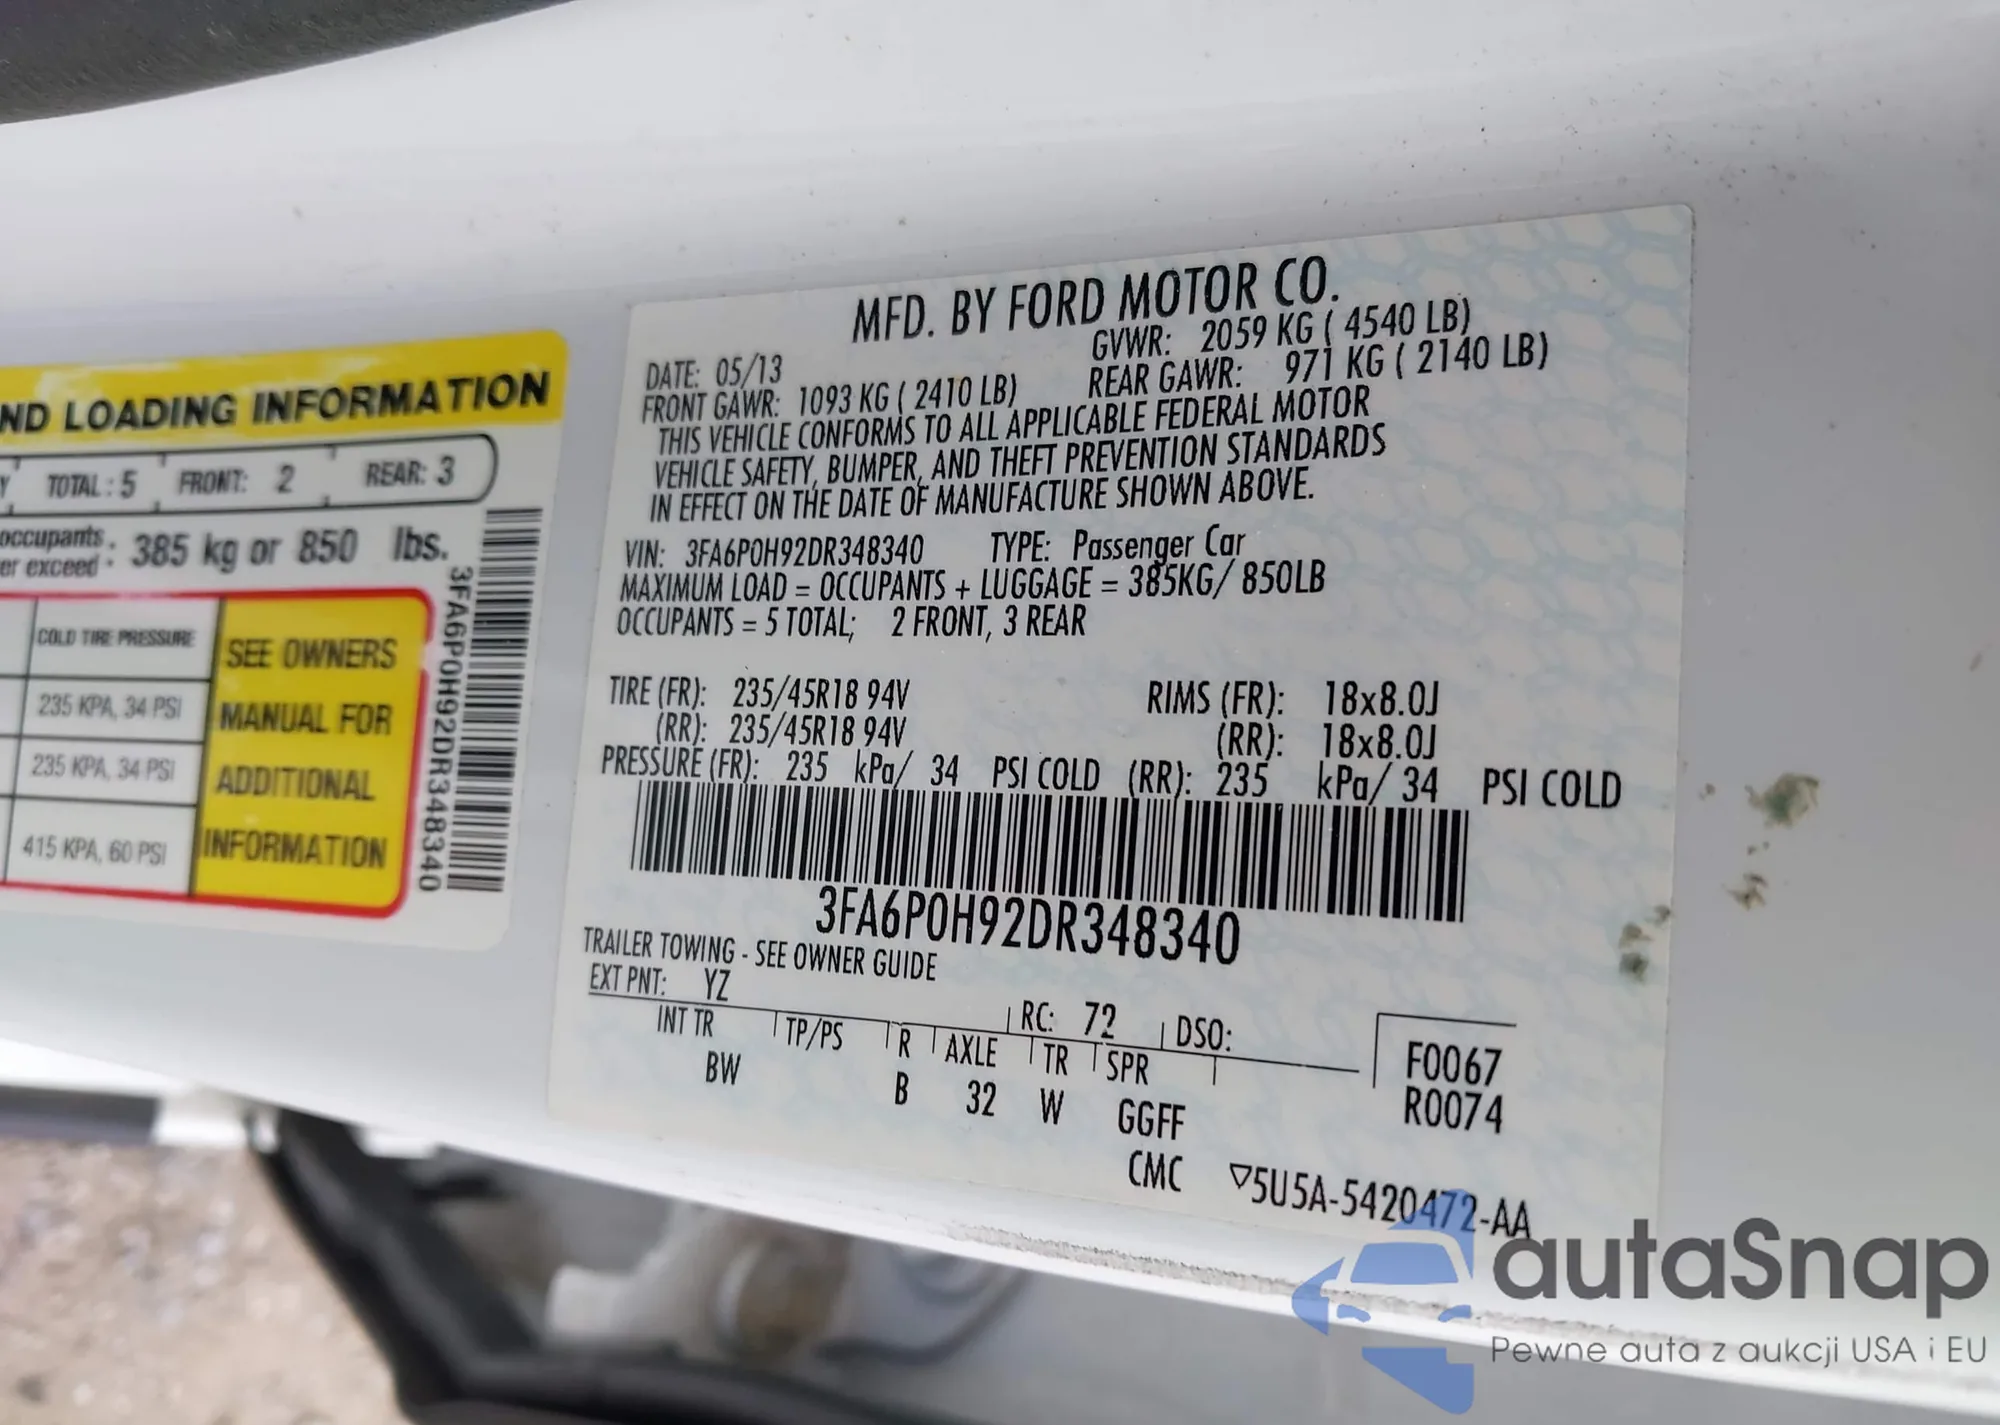 ND LOADING INFORMATION
Y TOTAL: 5 FRONT: 2 REAR: 3
occupants
er exceed : 385 kg or 850 lbs.
COLD TIRE PRESSURE
235 KPA, 34 PSI
235 KPA, 34 PSI
415 KPA, 60 PSI
SEE OWNERS
MANUAL FOR
ADDITIONAL
INFORMATION
3FA6P0H92DR348340
MFD. BY FORD MOTOR CO.
DATE: 05/13 GVWR: 2059 KG ( 4540 LB)
FRONT GAWR: 1093 KG ( 2410 LB) REAR GAWR: 971 KG ( 2140 LB)
THIS VEHICLE CONFORMS TO ALL APPLICABLE FEDERAL MOTOR
VEHICLE SAFETY, BUMPER, AND THEFT PREVENTION STANDARDS
IN EFFECT ON THE DATE OF MANUFACTURE SHOWN ABOVE.
VIN: 3FA6P0H92DR348340 TYPE: Passenger Car
MAXIMUM LOAD = OCCUPANTS + LUGGAGE = 385KG/ 850LB
OCCUPANTS = 5 TOTAL; 2 FRONT, 3 REAR
TIRE (FR): 235/45R18 94V RIMS (FR): 18x8.0J
(RR): 235/45R18 94V (RR): 18x8.0J
PRESSURE (FR): 235 kPa/ 34 PSI COLD (RR): 235 kPa/ 34 PSI COLD
3FA6P0H92DR348340
TRAILER TOWING - SEE OWNER GUIDE
EXT PNT: YZ RC: 72 DSO:
INT TR TP/PS R AXLE TR SPR
BW B 32 W GGFF
F0067
R0074
CMC ▽5U5A-5420472-AA
autaSnap
Pewne auta z aukcji USA i EU